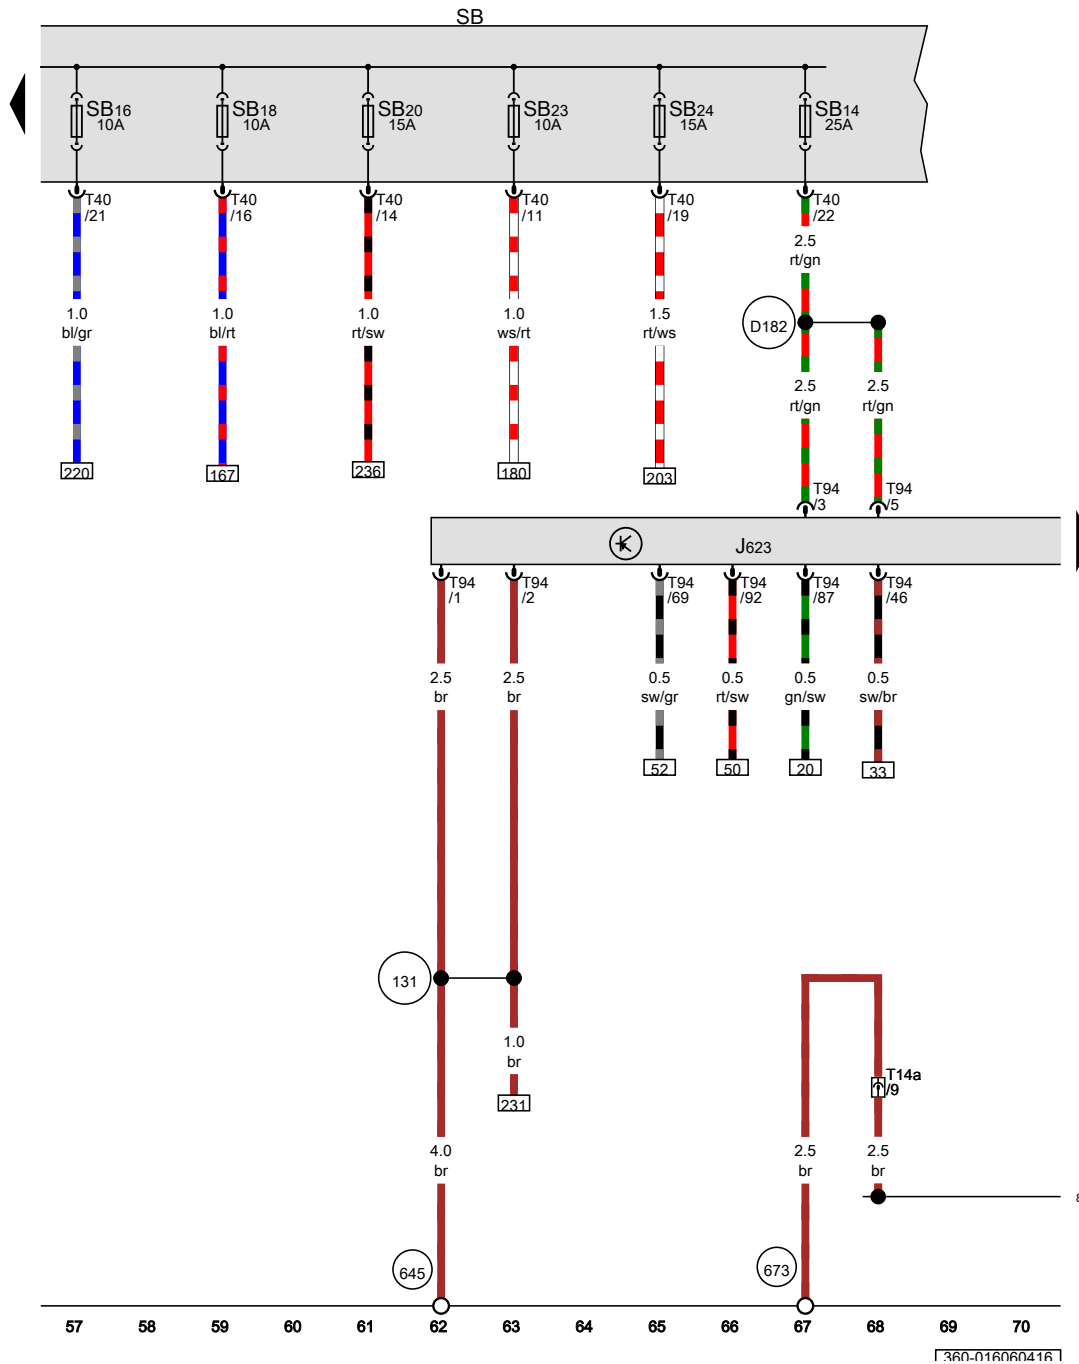 SB
SB16 SB18 SB20 SB23 SB24 SB14
10A 10A 15A 10A 15A 25A
T40 T40 T40 T40 T40 T40
/21 /16 /14 /11 /19 /22
2.5
rt/gn
1.0 1.0 1.0 1.0 1.5
bl/gr bl/rt rt/sw ws/rt rt/ws
D182
2.5 2.5
rt/gn rt/gn
220 167 236 180 203
T94 T94
/3 /5
J623
T94 T94 T94 T94 T94 T94
/1 /2 /69 /92 /87 /46
2.5 2.5 0.5 0.5 0.5 0.5
br br sw/gr rt/sw gn/sw sw/br
52 50 20 33
131
1.0
br
T14a
/9
231
4.0 2.5 2.5
br br br
645 673
57 58 59 60 61 62 63 64 65 66 67 68 69 70
360-016060416